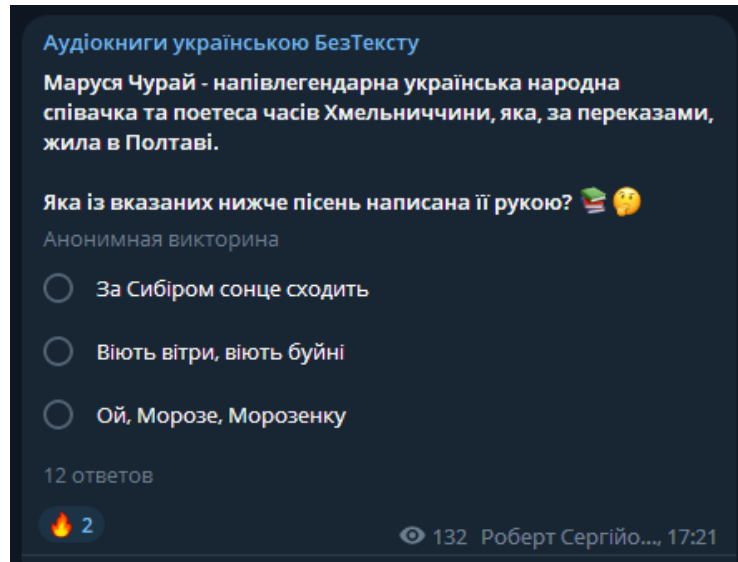 Аудіокниги українською БезТексту
Маруся Чурай - напівлегендарна українська народна
співачка та поетеса часів Хмельниччини, яка, за переказами,
жила в Полтаві.
Яка із вказаних нижче пісень написана її рукою? 📚🤔
Анонимная викторина
За Сибіром сонце сходить
Віють вітри, віють буйні
Ой, Морозе, Морозенку
12 ответов
🔥 2
132 Роберт Сергійо..., 17:21